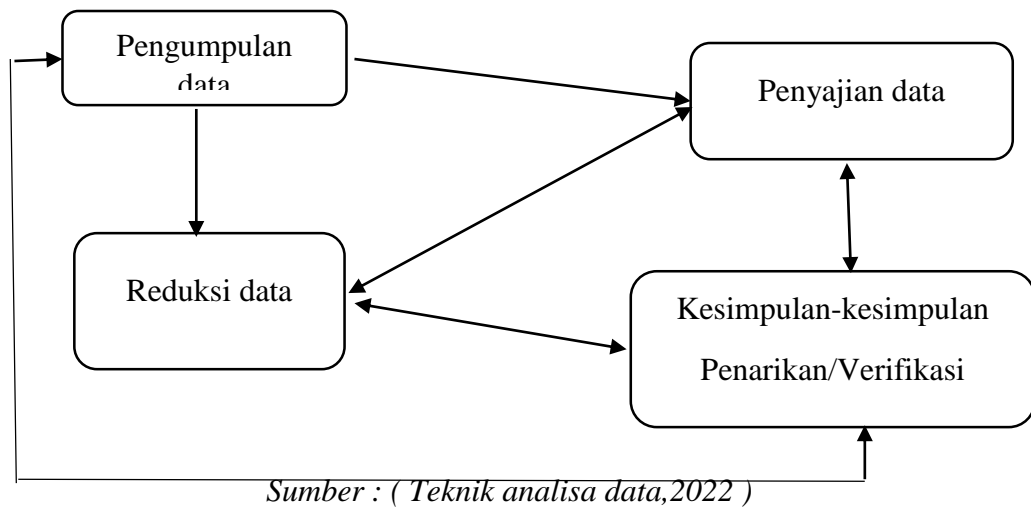 Pengumpulan
data
Penyajian data
Reduksi data
Kesimpulan-kesimpulan
Penarikan/Verifikasi
Sumber : ( Teknik analisa data,2022 )